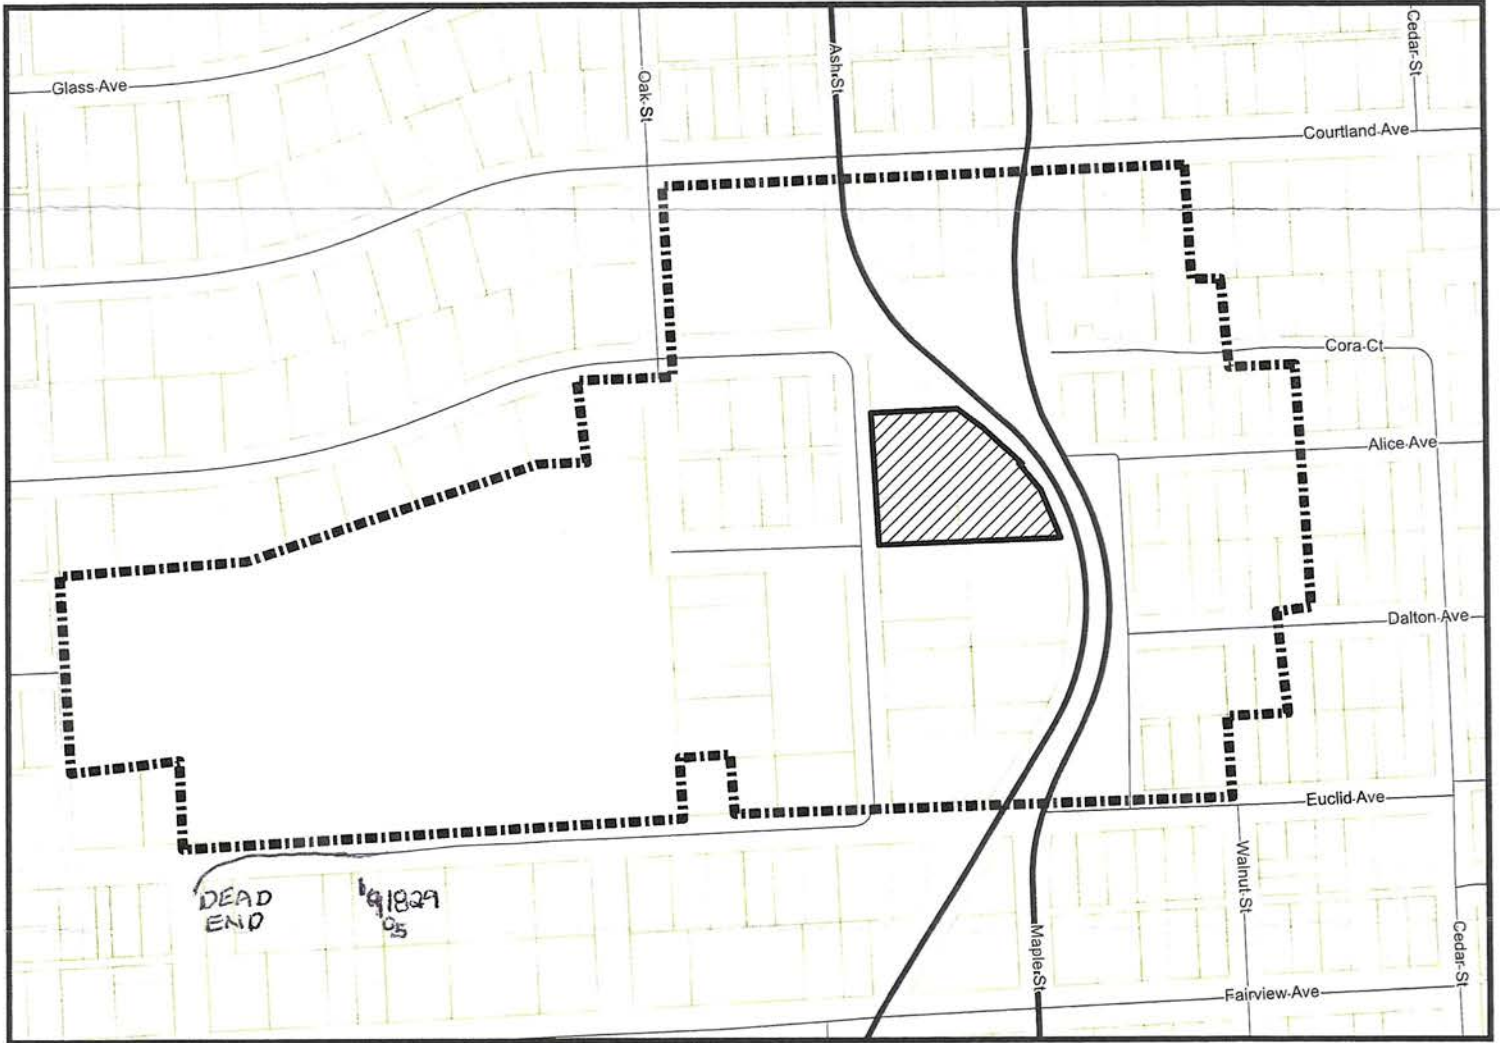 Glass Ave
Oak St
Ash St
Cedar St
Courtland Ave
Cora Ct
Alice Ave
Dalton Ave
Euclid Ave
DEAD
END
Walnut St
Maple St
Cedar St
Fairview Ave